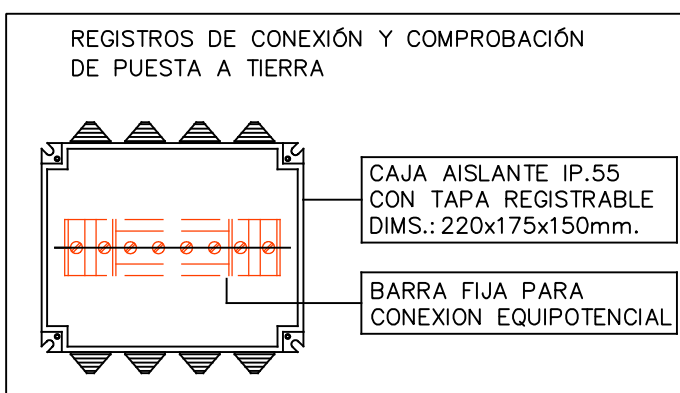 REGISTROS DE CONEXIÓN Y COMPROBACIÓN
DE PUESTA A TIERRA
CAJA AISLANTE IP.55
CON TAPA REGISTRABLE
DIMS.: 220x175x150mm.
BARRA FIJA PARA
CONEXION EQUIPOTENCIAL